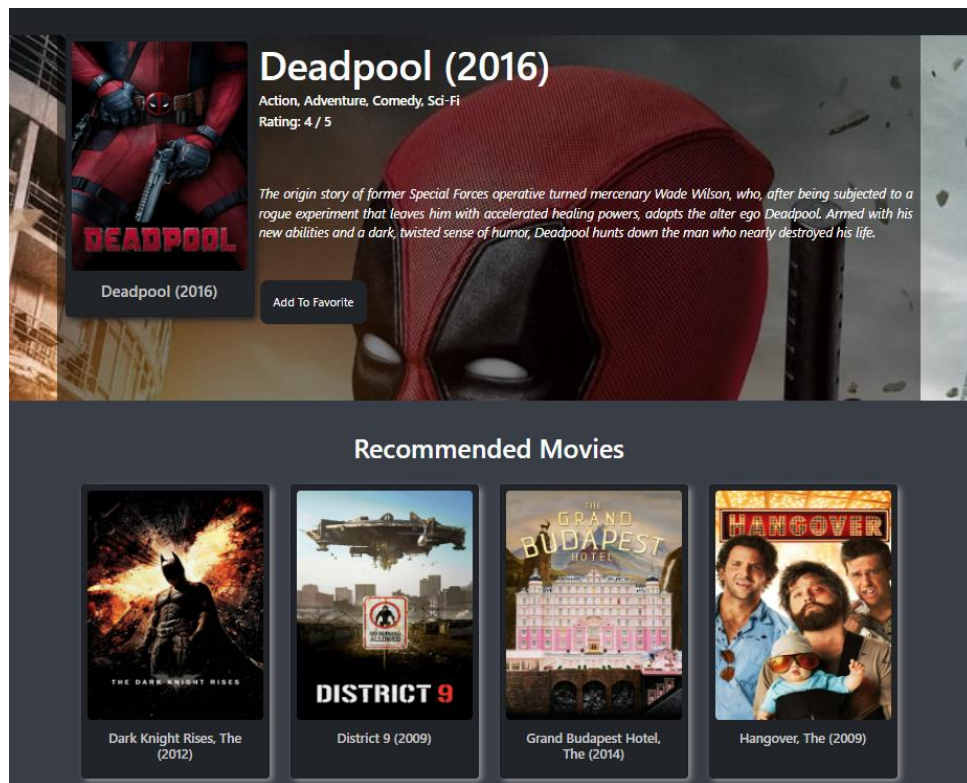 Deadpool (2016)
Action, Adventure, Comedy, Sci-Fi
Rating: 4 / 5
The origin story of former Special Forces operative turned mercenary Wade Wilson, who, after being subjected to a
rogue experiment that leaves him with accelerated healing powers, adopts the alter ego Deadpool. Armed with his
new abilities and a dark, twisted sense of humor, Deadpool hunts down the man who nearly destroyed his life.
DEADPOOL
Deadpool (2016)
Add To Favorite
Recommended Movies
THE DARK KNIGHT RISES
NO HUMANS
ALLOWED
DISTRICT 9
THE
GRAND
BUDAPEST
HOTEL
HANGOVER
Dark Knight Rises, The
(2012)
District 9 (2009)
Grand Budapest Hotel,
The (2014)
Hangover, The (2009)